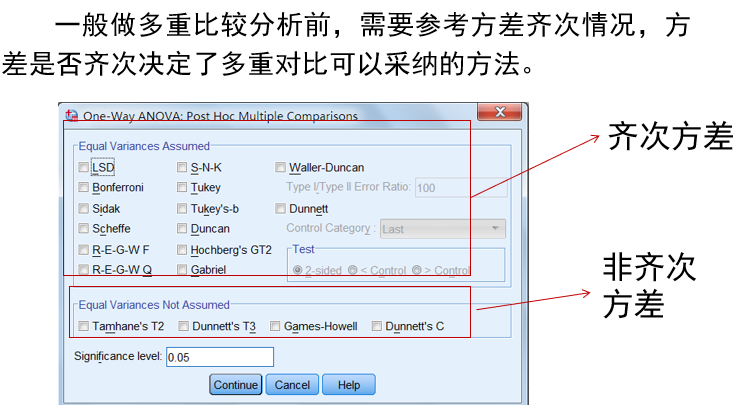 一般做多重比较分析前，需要参考方差齐次情况，方
差是否齐次决定了多重对比可以采纳的方法。
One-Way ANOVA: Post Hoc Multiple Comparisons
Equal Variances Assumed
LSD S-N-K Waller-Duncan
Bonferroni Tukey Type I/Type II Error Ratio: 100
Sidak Tukey's-b Dunnett
Scheffe Duncan Control Category : Last
R-E-G-W F Hochberg's GT2 Test
R-E-G-W Q Gabriel 2-sided < Control > Control
齐次方差
Equal Variances Not Assumed
Tamhane's T2 Dunnett's T3 Games-Howell Dunnett's C
非齐次
方差
Significance level: 0.05
Continue Cancel Help